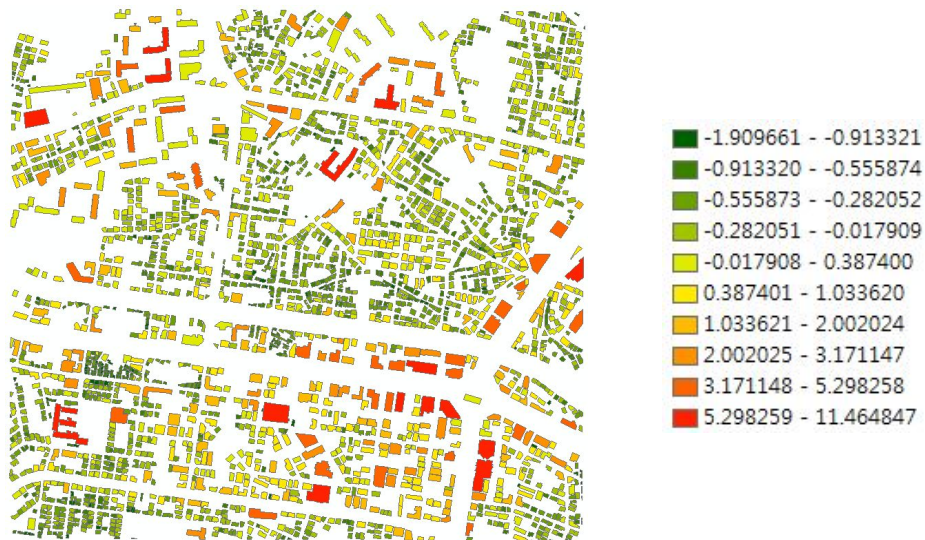 -1.909661 - -0.913321
-0.913320 - -0.555874
-0.555873 - -0.282052
-0.282051 - -0.017909
-0.017908 - 0.387400
0.387401 - 1.033620
1.033621 - 2.002024
2.002025 - 3.171147
3.171148 - 5.298258
5.298259 - 11.464847